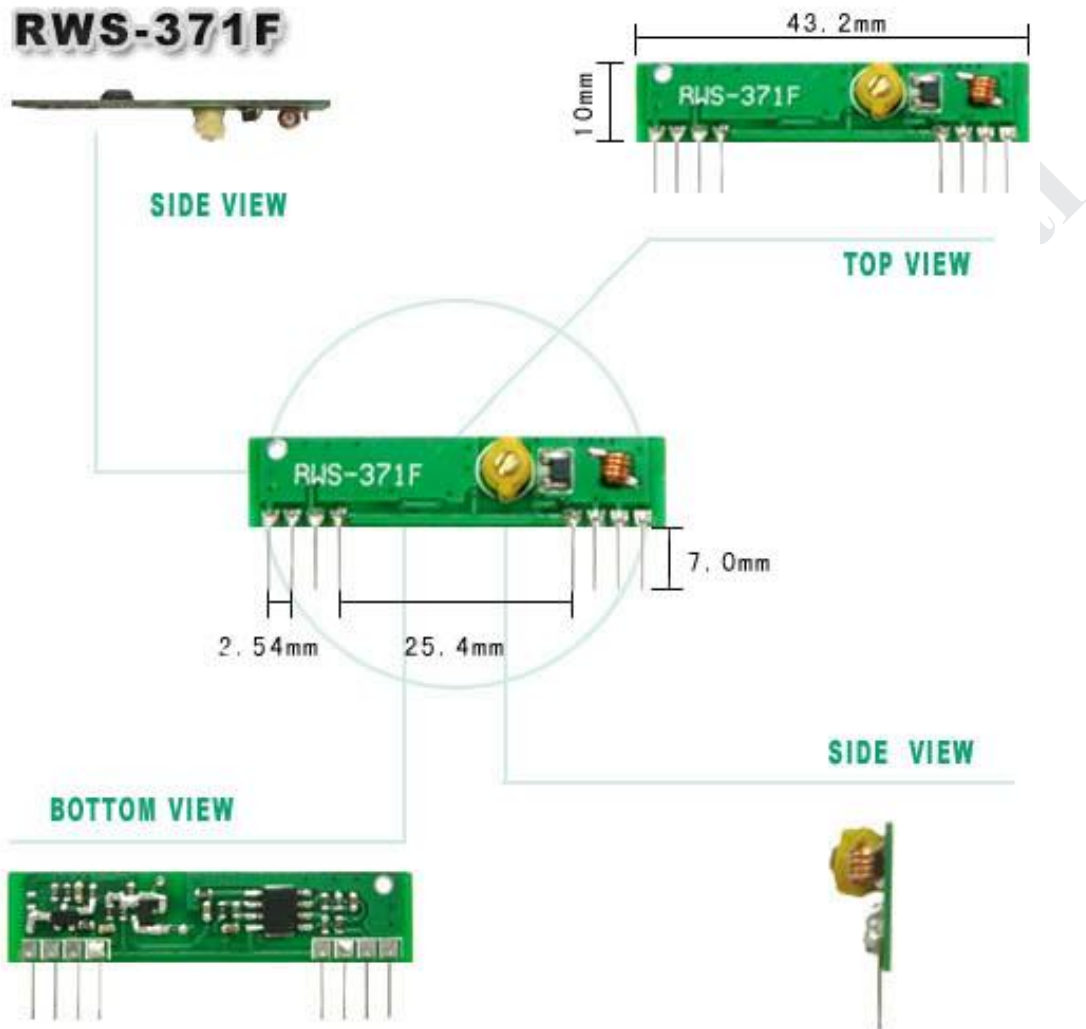 RWS-371F
43. 2mm
10mm
RWS-371F
SIDE VIEW
TOP VIEW
RWS-371F
7. 0mm
2. 54mm
25. 4mm
SIDE VIEW
BOTTOM VIEW